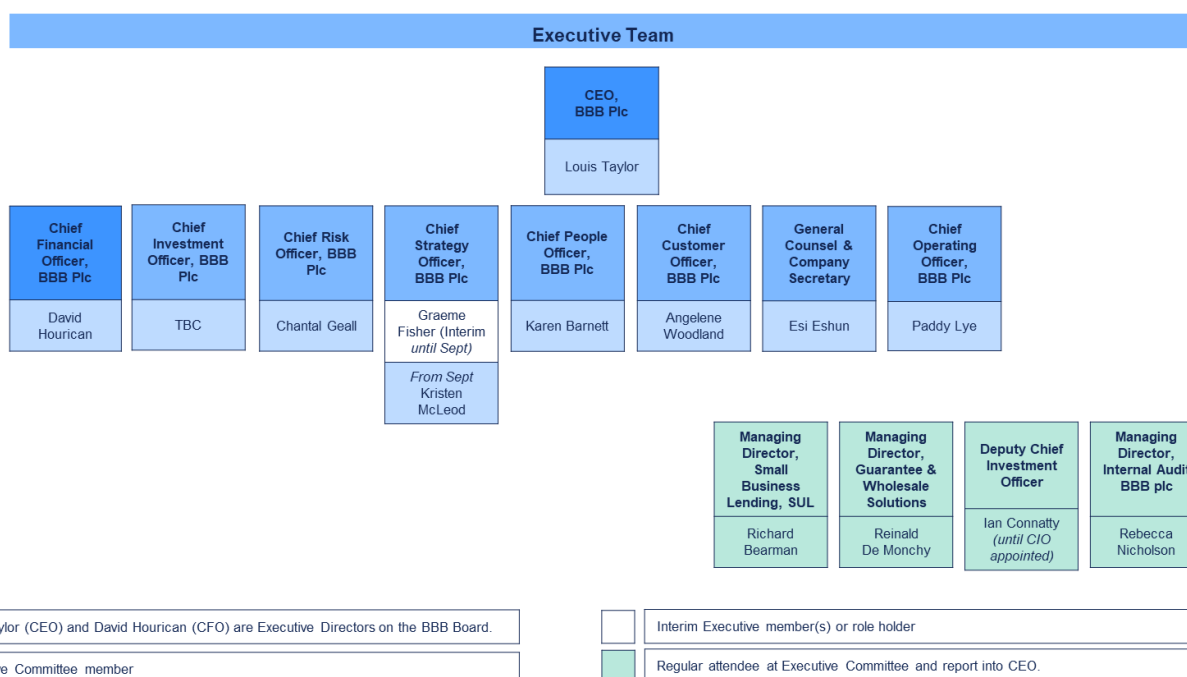 Executive Team
CEO,
BBB Plc
Louis Taylor
Chief
Financial
Officer,
BBB Plc
David
Hourican
Chief
Investment
Officer, BBB
Plc
TBC
Chief Risk
Officer, BBB
Plc
Chantal Geall
Chief
Strategy
Officer,
BBB Plc
Graeme
Fisher (Interim
until Sept)
From Sept
Kristen
McLeod
Chief People
Officer,
BBB Plc
Karen Barnett
Chief
Customer
Officer,
BBB Plc
Angelene
Woodland
General
Counsel &
Company
Secretary
Esi Eshun
Chief
Operating
Officer,
BBB Plc
Paddy Lye
Managing
Director,
Small
Business
Lending, SUL
Richard
Bearman
Managing
Director,
Guarantee &
Wholesale
Solutions
Reinald
De Monchy
Deputy Chief
Investment
Officer
Ian Connatty
(until CIO
appointed)
Managing
Director,
Internal Audit
BBB plc
Rebecca
Nicholson
ylor (CEO) and David Hourican (CFO) are Executive Directors on the BBB Board.
Interim Executive member(s) or role holder
ve Committee member
Regular attendee at Executive Committee and report into CEO.